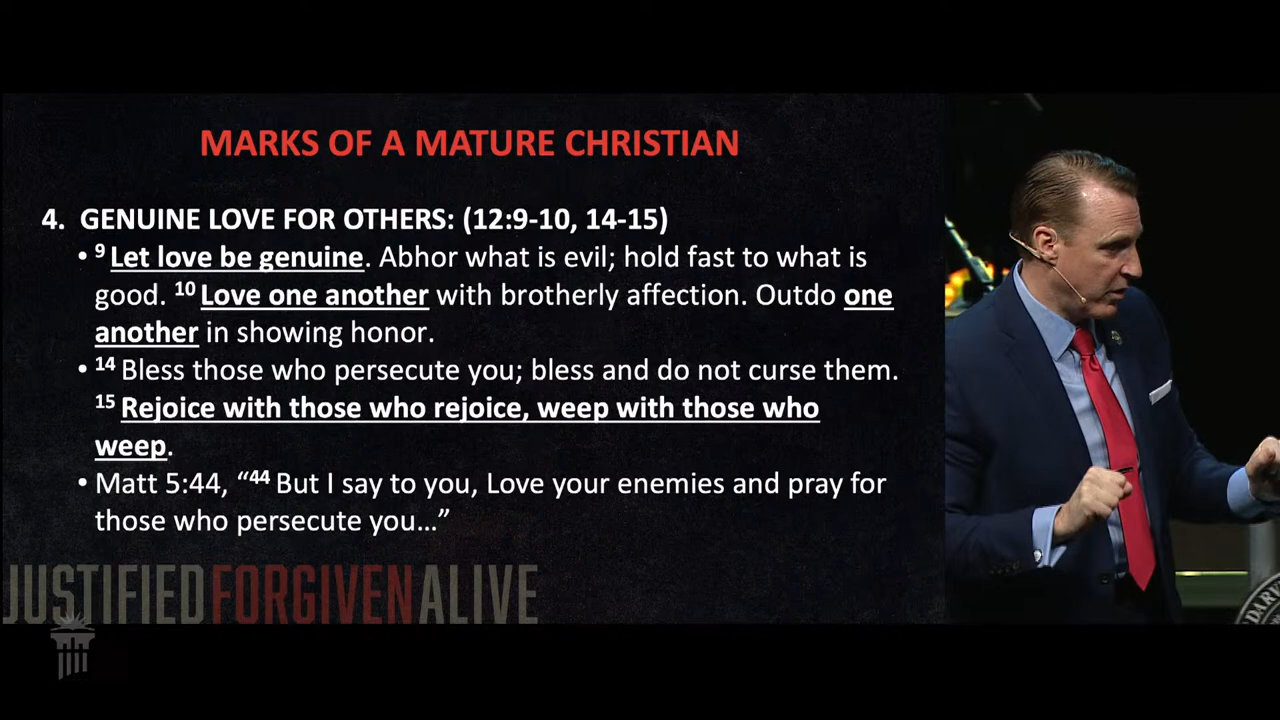 MARKS OF A MATURE CHRISTIAN
4. GENUINE LOVE FOR OTHERS: (12:9-10, 14-15)
• ⁹ Let love be genuine. Abhor what is evil; hold fast to what is
good. ¹⁰ Love one another with brotherly affection. Outdo one
another in showing honor.
• ¹⁴ Bless those who persecute you; bless and do not curse them.
¹⁵ Rejoice with those who rejoice, weep with those who
weep.
• Matt 5:44, “⁴⁴ But I say to you, Love your enemies and pray for
those who persecute you…”
JUSTIFIEDFORGIVENALIVE